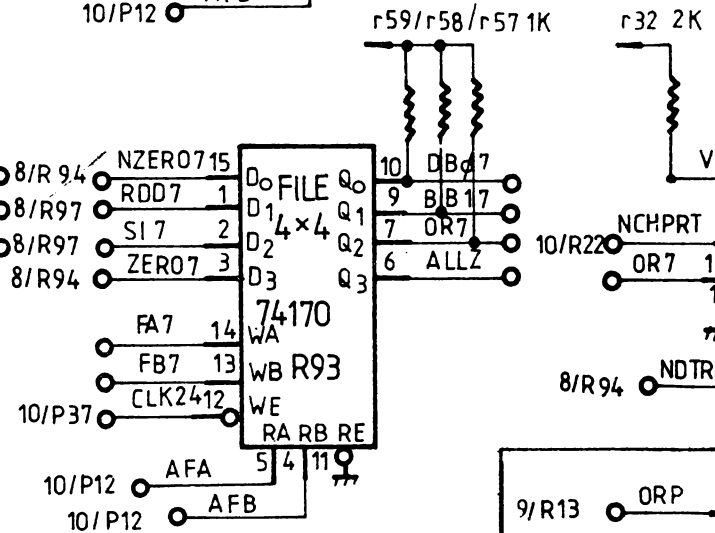 10/P12
r59/r58/r57 1K
r32 2K
8/R94 NZERO7 15 D0 FILE Q0 10 DBø7
8/R97 RDD7 1 D1 4×4 Q1 9 BB17
8/R97 SI7 2 D2 Q2 7 OR7
8/R94 ZERO7 3 D3 Q3 6 ALLZ
74170
FA7 14 WA
FB7 13 WB R93
10/P37 CLK24 12 WE
RA RB RE
5 4 11
10/P12 AFA
10/P12 AFB
V
10/R22 NCHPRT
OR7 1
8/R94 NDTR
9/R13 ORP